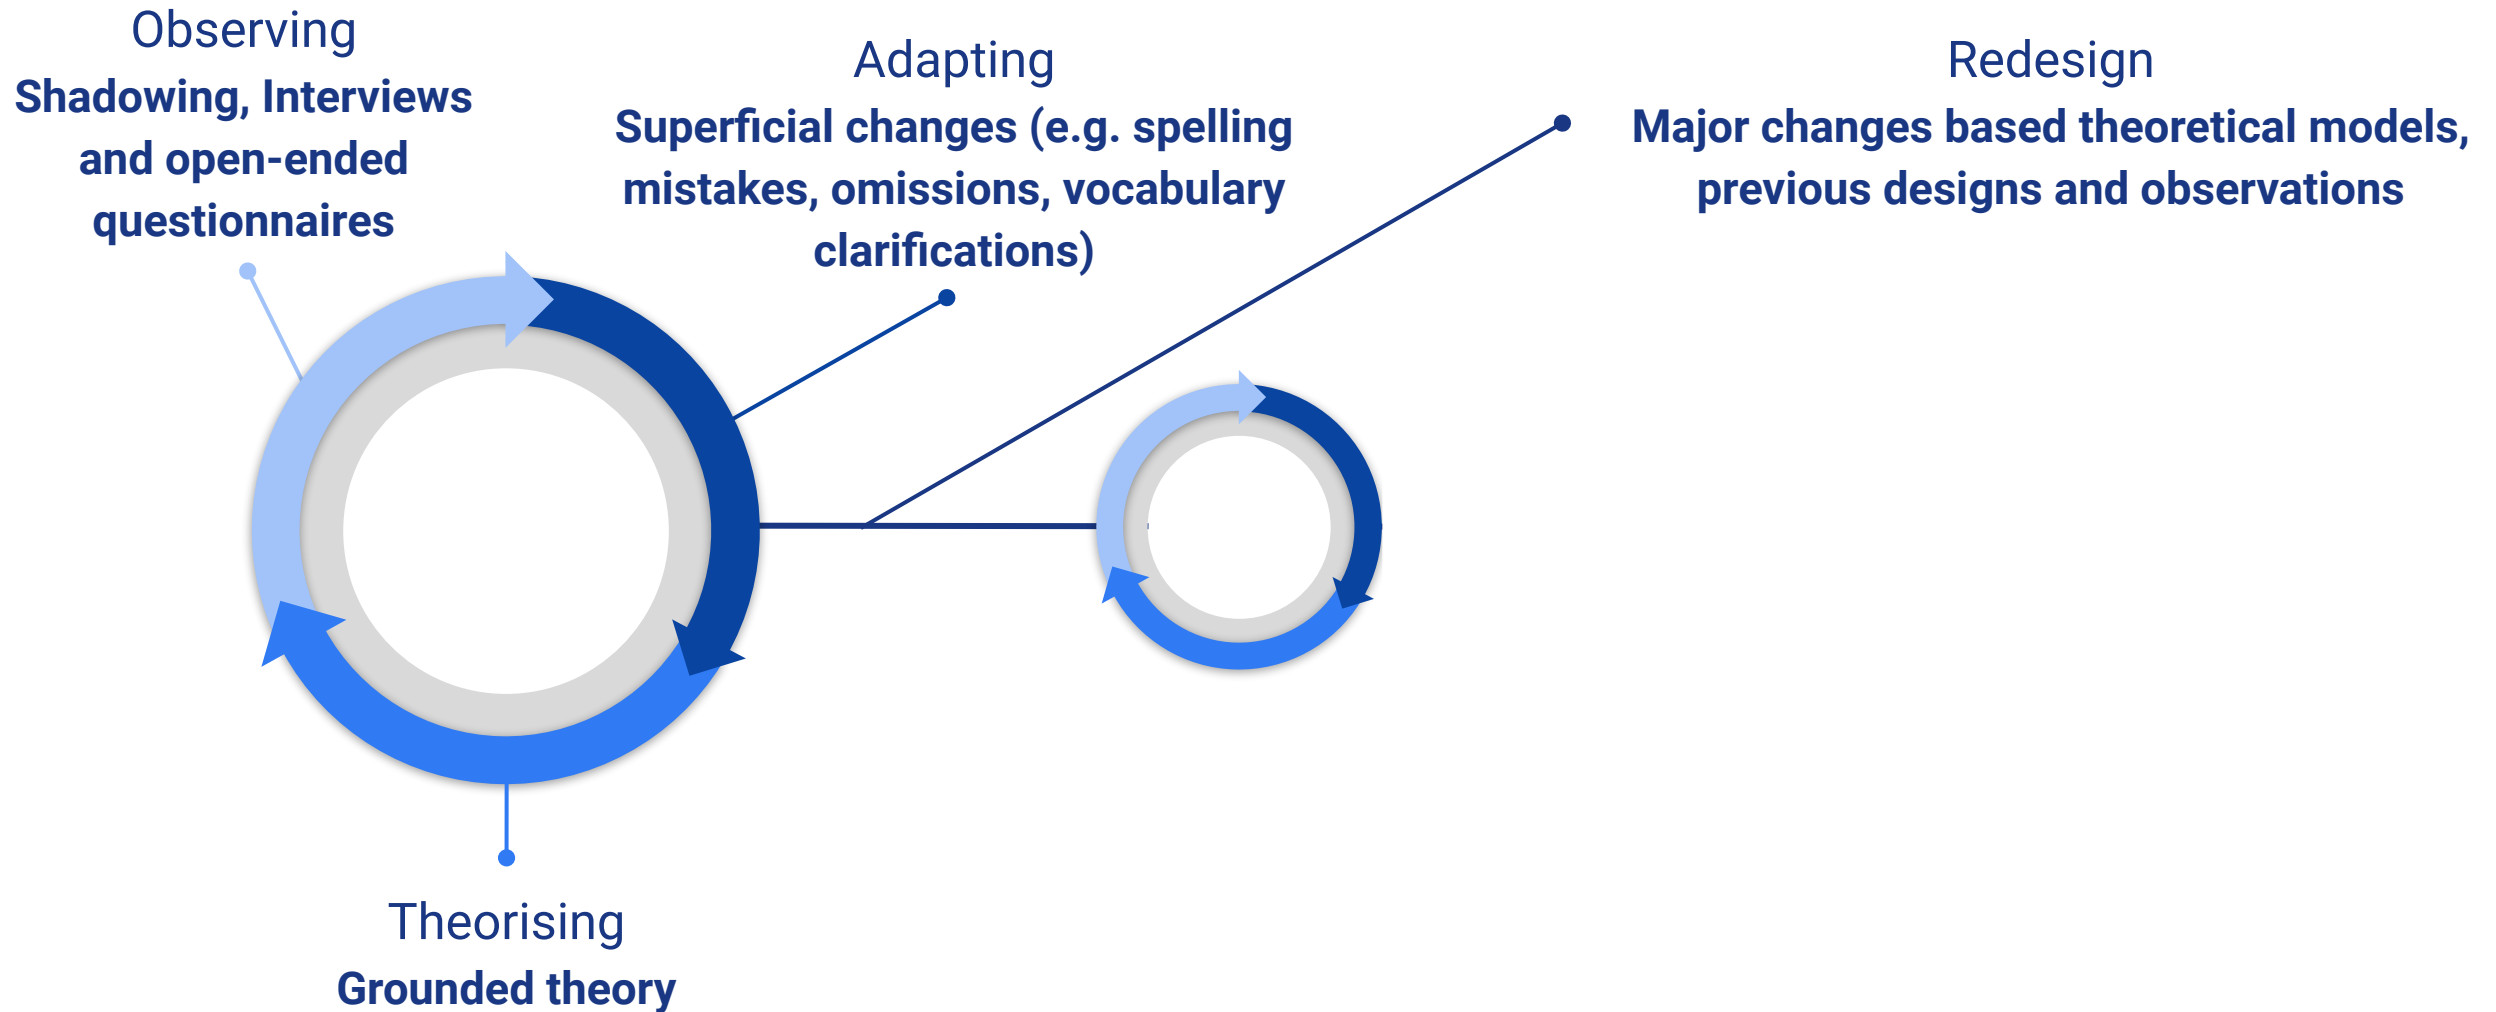 Observing
Shadowing, Interviews
and open-ended
questionnaires
Adapting
Superficial changes (e.g. spelling
mistakes, omissions, vocabulary
clarifications)
Redesign
Major changes based theoretical models,
previous designs and observations
Theorising
Grounded theory